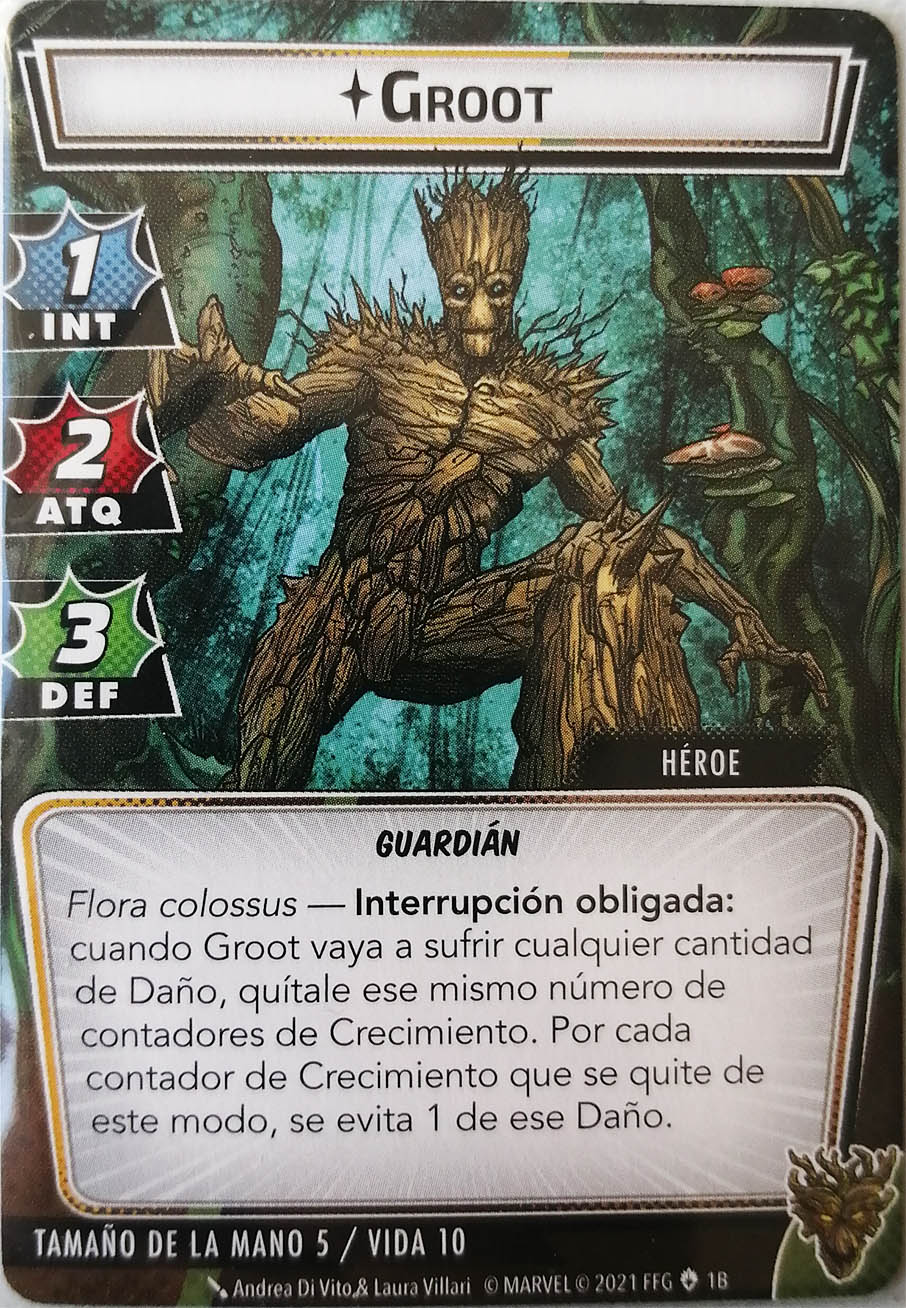 GROOT
1
INT
2
ATQ
3
DEF
HÉROE
GUARDIÁN
Flora colossus — Interrupción obligada:
cuando Groot vaya a sufrir cualquier cantidad
de Daño, quítale ese mismo número de
contadores de Crecimiento. Por cada
contador de Crecimiento que se quite de
este modo, se evita 1 de ese Daño.
TAMAÑO DE LA MANO 5 / VIDA 10
Andrea Di Vito & Laura Villari © MARVEL © 2021 FFG 1B